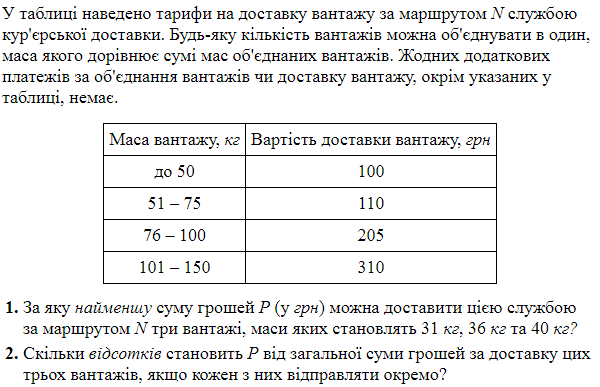 У таблиці наведено тарифи на доставку вантажу за маршрутом N службою
кур'єрської доставки. Будь-яку кількість вантажів можна об'єднувати в один,
маса якого дорівнює сумі мас об'єднаних вантажів. Жодних додаткових
платежів за об'єднання вантажів чи доставку вантажу, окрім указаних у
таблиці, немає.
Маса вантажу, кг Вартість доставки вантажу, грн
до 50 100
51 – 75 110
76 – 100 205
101 – 150 310
1. За яку найменшу суму грошей P (у грн) можна доставити цією службою
за маршрутом N три вантажі, маси яких становлять 31 кг, 36 кг та 40 кг?
2. Скільки відсотків становить P від загальної суми грошей за доставку цих
трьох вантажів, якщо кожен з них відправляти окремо?